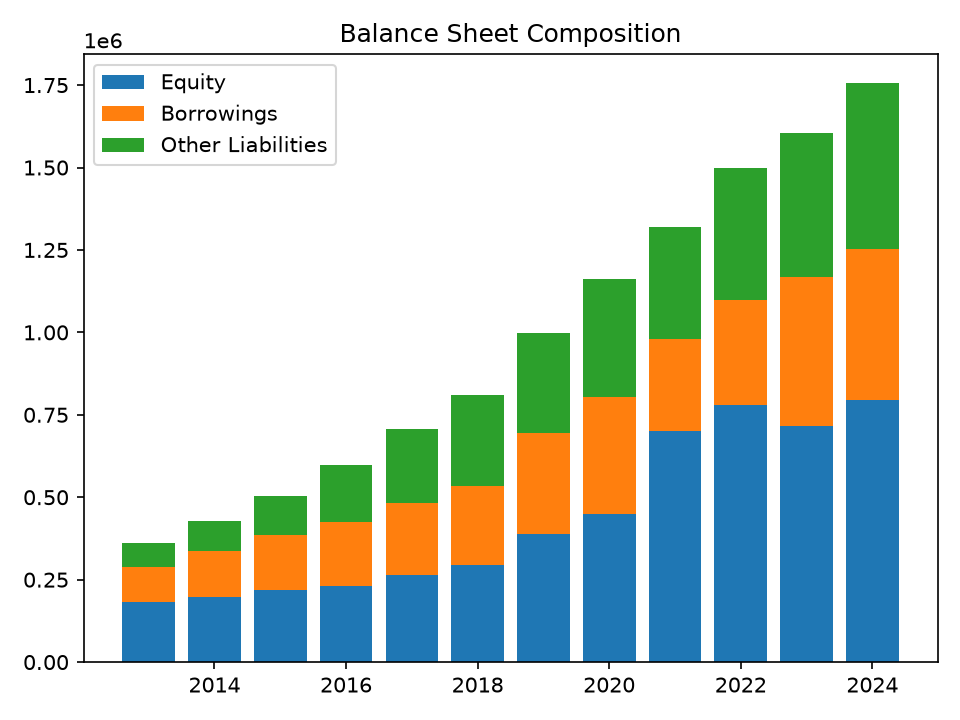 Balance Sheet Composition
1e6
Equity
Borrowings
Other Liabilities
1.75
1.50
1.25
1.00
0.75
0.50
0.25
0.00
2014 2016 2018 2020 2022 2024